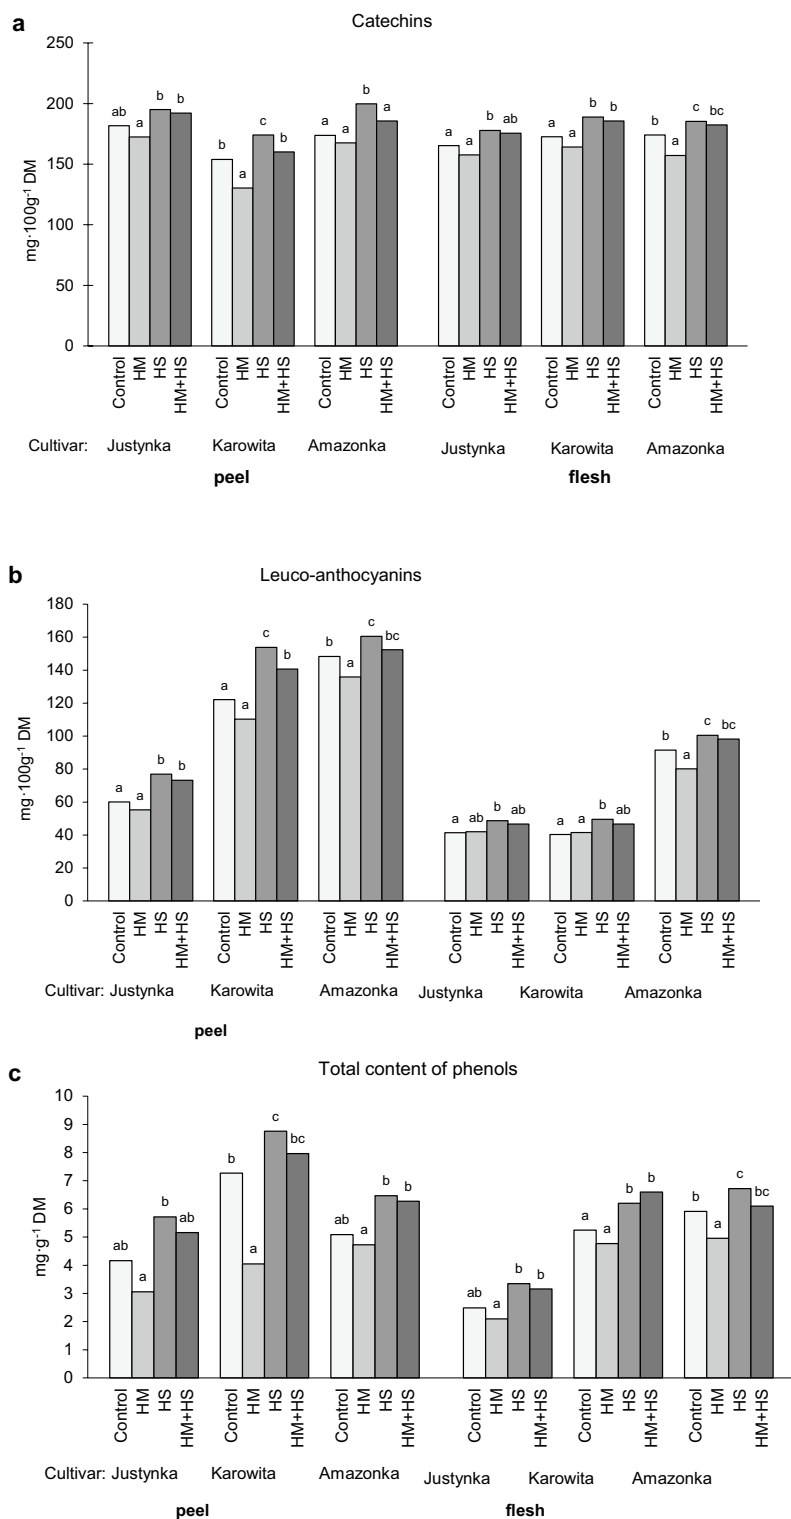 a
Catechins
250
200
150
100
50
0
mg·100g-1 DM
ab a b b b a c b a a b a a a b ab a a b b b a c bc
Control HM HS HM+HS Control HM HS HM+HS Control HM HS HM+HS Control HM HS HM+HS Control HM HS HM+HS Control HM HS HM+HS
Cultivar: Justynka Karowita Amazonka Justynka Karowita Amazonka
peel flesh
b
Leuco-anthocyanins
180
160
140
120
100
80
60
40
20
0
mg·100g-1 DM
a a b b a a c b b a c bc a ab b ab a a b ab b a c bc
Control HM HS HM+HS Control HM HS HM+HS Control HM HS HM+HS Control HM HS HM+HS Control HM HS HM+HS Control HM HS HM+HS
Cultivar: Justynka Karowita Amazonka Justynka Karowita Amazonka
peel
c
Total content of phenols
10
9
8
7
6
5
4
3
2
1
0
mg·g-1 DM
ab a b ab b a c bc ab a b b ab a b b a a b b b a c bc
Control HM HS HM+HS Control HM HS HM+HS Control HM HS HM+HS Control HM HS HM+HS Control HM HS HM+HS Control HM HS HM+HS
Cultivar: Justynka Karowita Amazonka Justynka Karowita Amazonka
peel flesh